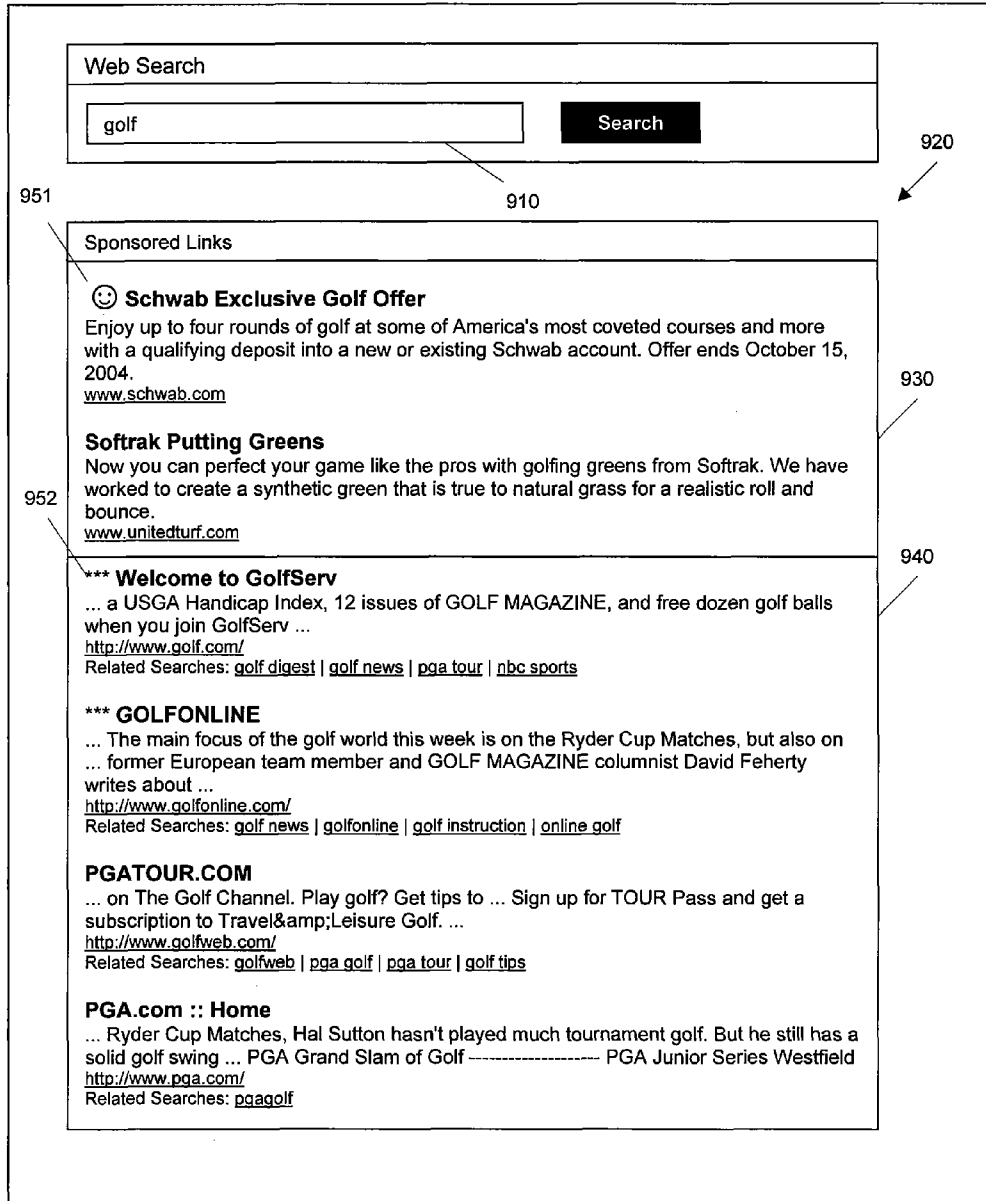 Web Search
golf
Search
920
951
910
Sponsored Links
☺ Schwab Exclusive Golf Offer
Enjoy up to four rounds of golf at some of America's most coveted courses and more
with a qualifying deposit into a new or existing Schwab account. Offer ends October 15,
2004.
www.schwab.com
930
Softrak Putting Greens
Now you can perfect your game like the pros with golfing greens from Softrak. We have
worked to create a synthetic green that is true to natural grass for a realistic roll and
bounce.
www.unitedturf.com
952
940
*** Welcome to GolfServ
... a USGA Handicap Index, 12 issues of GOLF MAGAZINE, and free dozen golf balls
when you join GolfServ ...
http://www.golf.com/
Related Searches: golf digest | golf news | pga tour | nbc sports
*** GOLFONLINE
... The main focus of the golf world this week is on the Ryder Cup Matches, but also on
... former European team member and GOLF MAGAZINE columnist David Feherty
writes about ...
http://www.golfonline.com/
Related Searches: golf news | golfonline | golf instruction | online golf
PGATOUR.COM
... on The Golf Channel. Play golf? Get tips to ... Sign up for TOUR Pass and get a
subscription to Travel&amp;Leisure Golf. ...
http://www.golfweb.com/
Related Searches: golfweb | pga golf | pga tour | golf tips
PGA.com :: Home
... Ryder Cup Matches, Hal Sutton hasn't played much tournament golf. But he still has a
solid golf swing ... PGA Grand Slam of Golf -------------------- PGA Junior Series Westfield
http://www.pga.com/
Related Searches: pgagolf